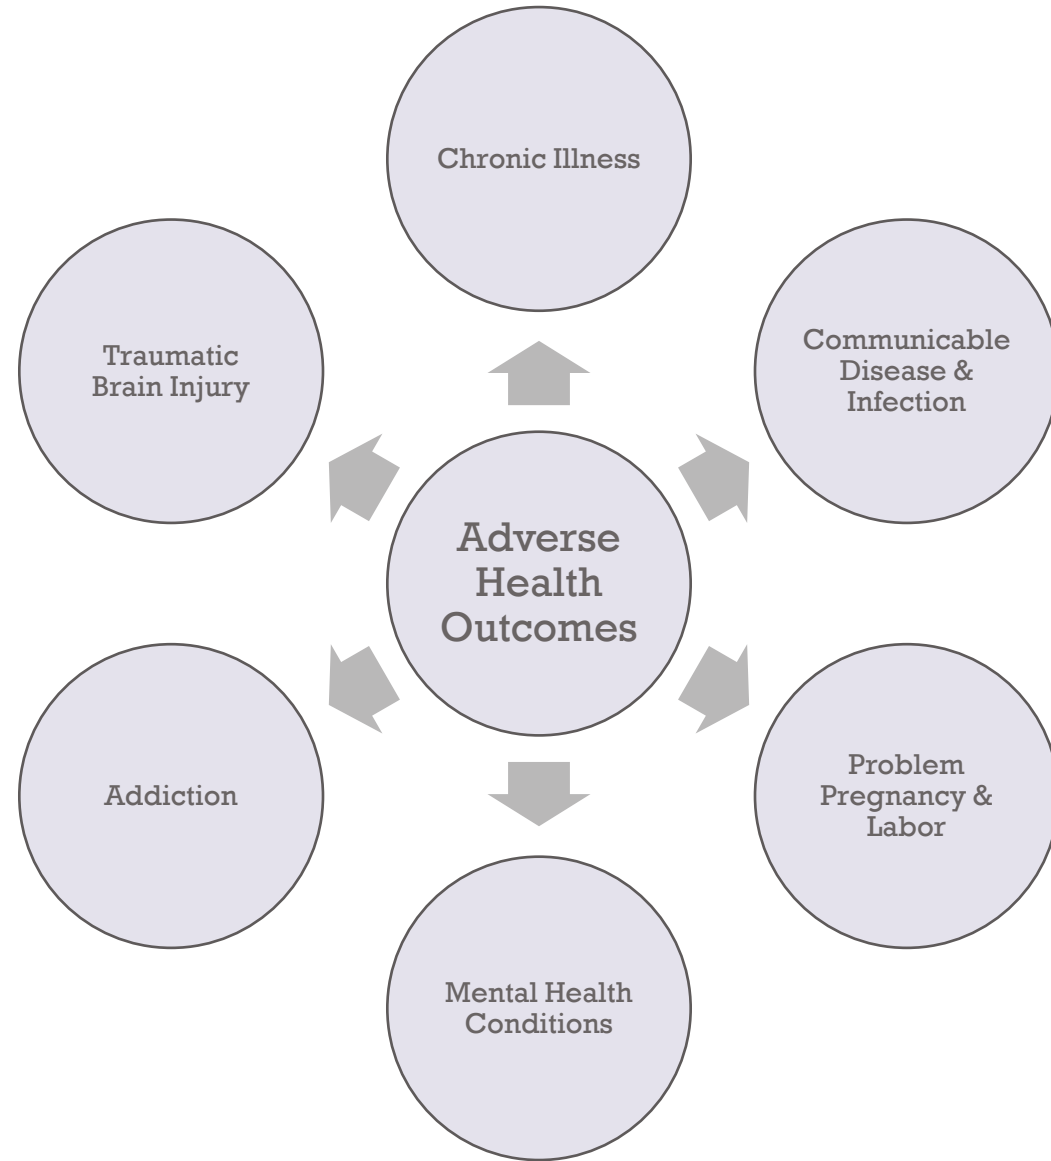 Chronic Illness
Communicable
Disease &
Infection
Problem
Pregnancy &
Labor
Mental Health
Conditions
Addiction
Traumatic
Brain Injury
Adverse
Health
Outcomes